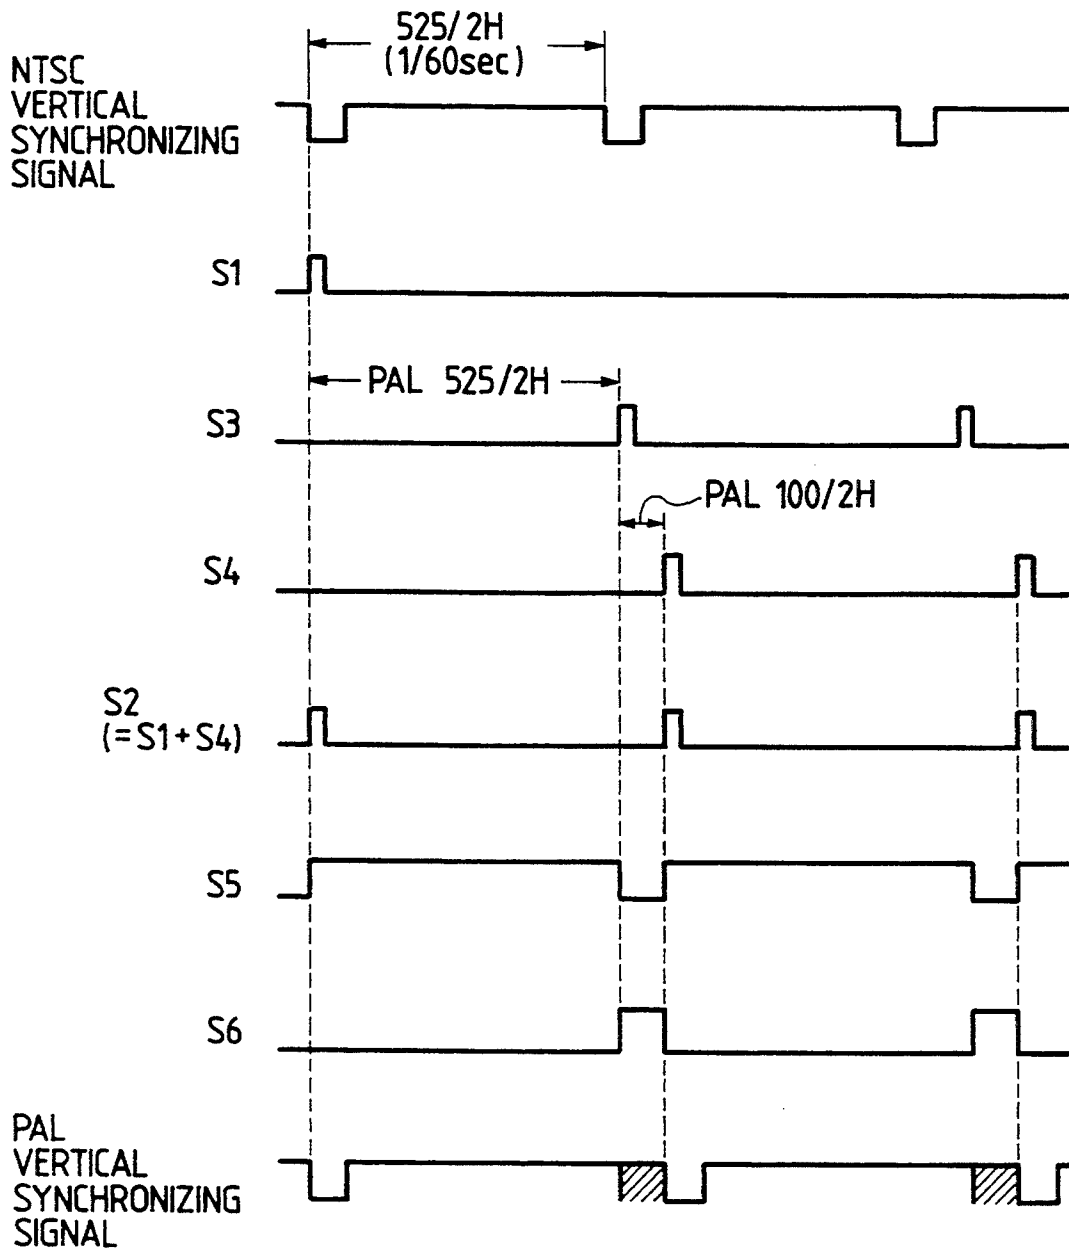 525/2H
(1/60sec)
NTSC
VERTICAL
SYNCHRONIZING
SIGNAL
S1
PAL 525/2H
S3
PAL 100/2H
S4
S2
(=S1+S4)
S5
S6
PAL
VERTICAL
SYNCHRONIZING
SIGNAL